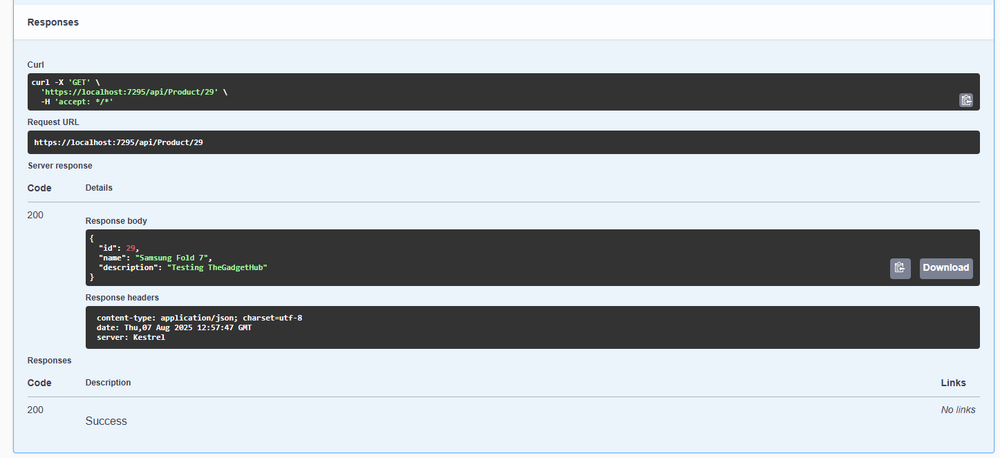 Responses
Curl
curl -X 'GET' \
  'https://localhost:7295/api/Product/29' \
  -H 'accept: */*'
Request URL
https://localhost:7295/api/Product/29
Server response
Code Details
200
Response body
{
  "id": 29,
  "name": "Samsung Fold 7",
  "description": "Testing TheGadgetHub"
}
Download
Response headers
content-type: application/json; charset=utf-8
date: Thu,07 Aug 2025 12:57:47 GMT
server: Kestrel
Responses
Code Description Links
200 No links
Success